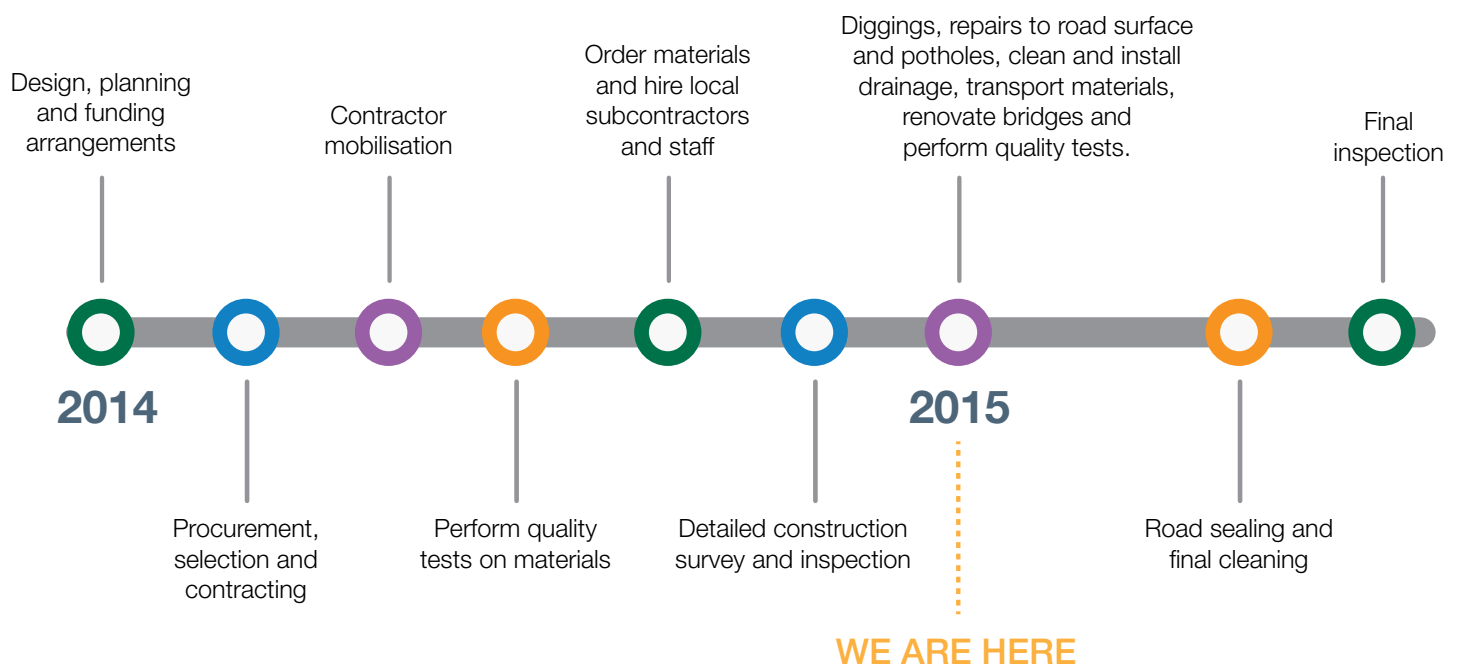 Design, planning
and funding
arrangements
Contractor
mobilisation
Order materials
and hire local
subcontractors
and staff
Diggings, repairs to road surface
and potholes, clean and install
drainage, transport materials,
renovate bridges and
perform quality tests.
Final
inspection
2014
2015
Procurement,
selection and
contracting
Perform quality
tests on materials
Detailed construction
survey and inspection
Road sealing and
final cleaning
WE ARE HERE